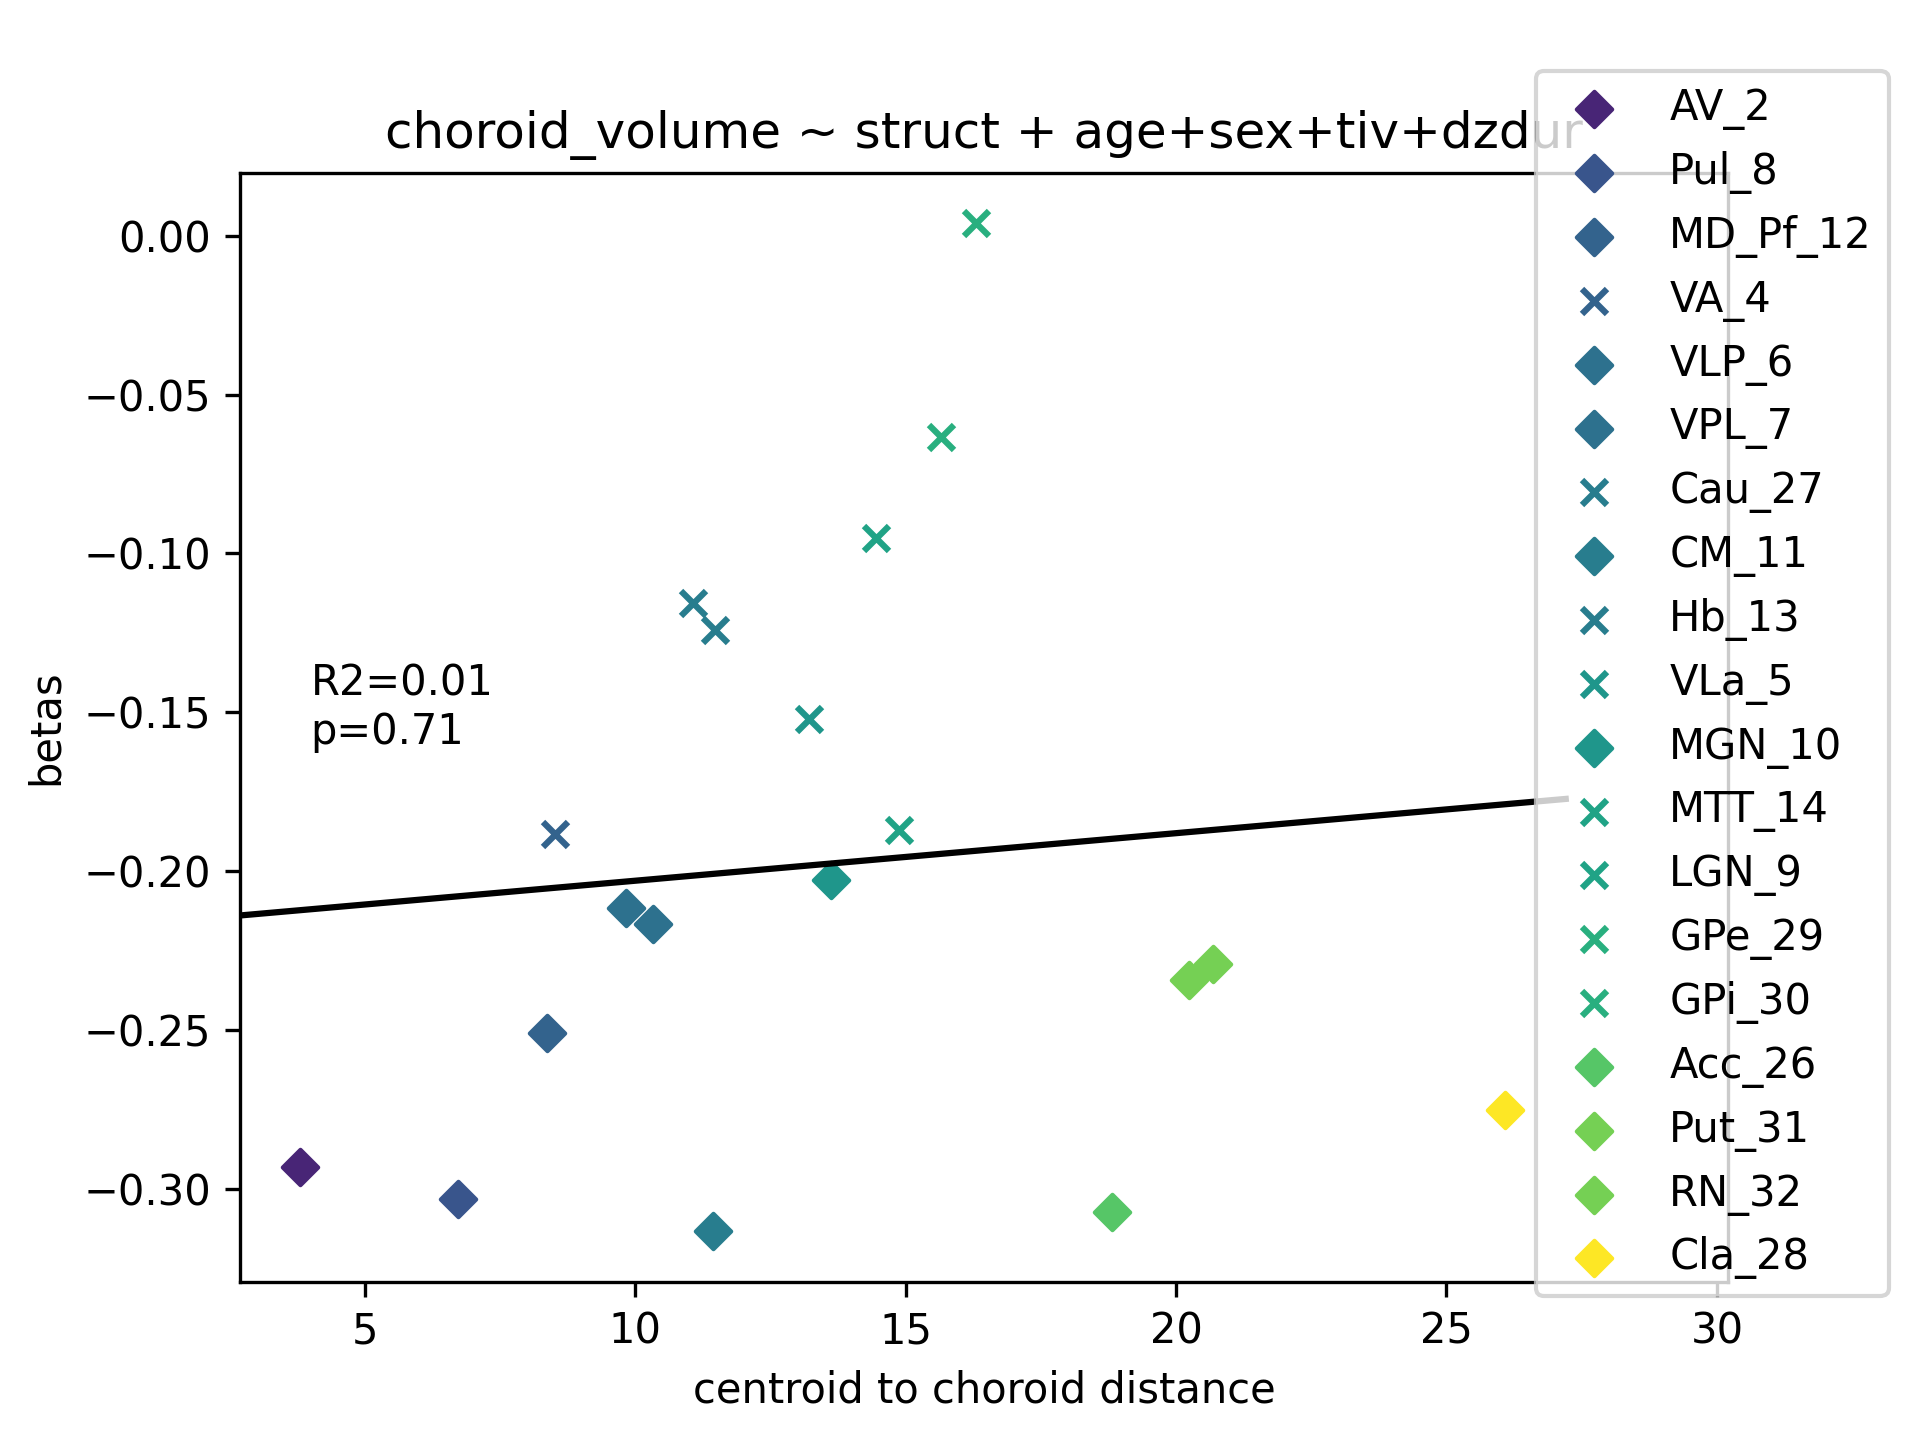 choroid_volume ~ struct + age+sex+tiv+dzdur
0.00
−0.05
−0.10
−0.15
−0.20
−0.25
−0.30
betas
R2=0.01
p=0.71
5
10
15
20
25
30
centroid to choroid distance
AV_2
Pul_8
MD_Pf_12
VA_4
VLP_6
VPL_7
Cau_27
CM_11
Hb_13
VLa_5
MGN_10
MTT_14
LGN_9
GPe_29
GPi_30
Acc_26
Put_31
RN_32
Cla_28